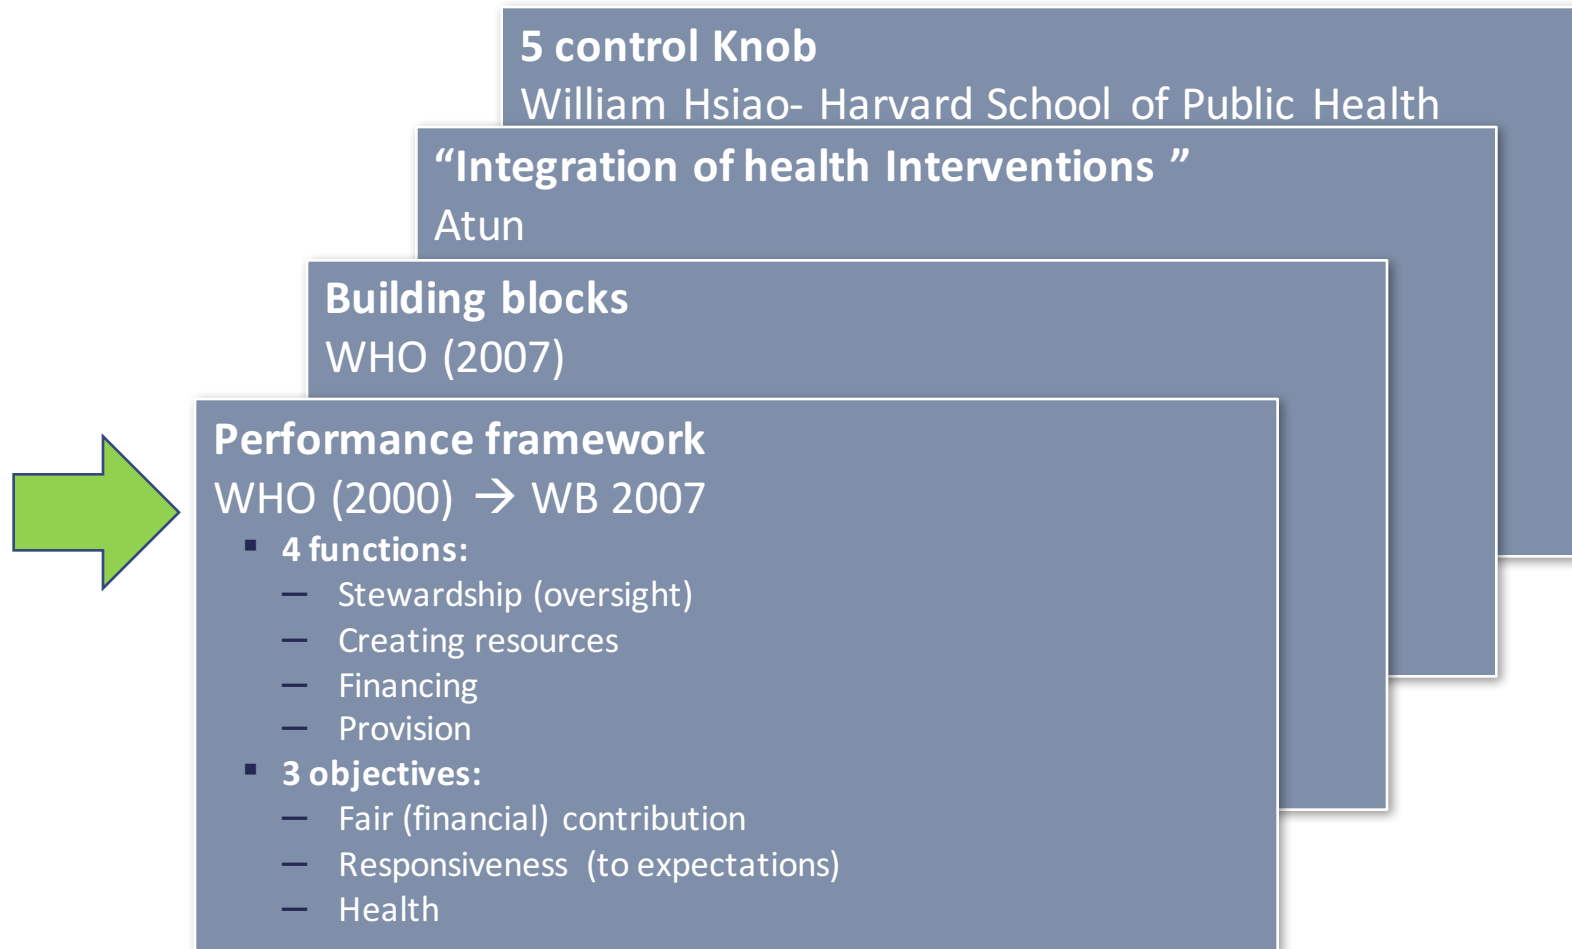 5 control Knob
William Hsiao- Harvard School of Public Health
“Integration of health Interventions ”
Atun
Building blocks
WHO (2007)
Performance framework
WHO (2000) → WB 2007
▪ 4 functions:
– Stewardship (oversight)
– Creating resources
– Financing
– Provision
▪ 3 objectives:
– Fair (financial) contribution
– Responsiveness (to expectations)
– Health